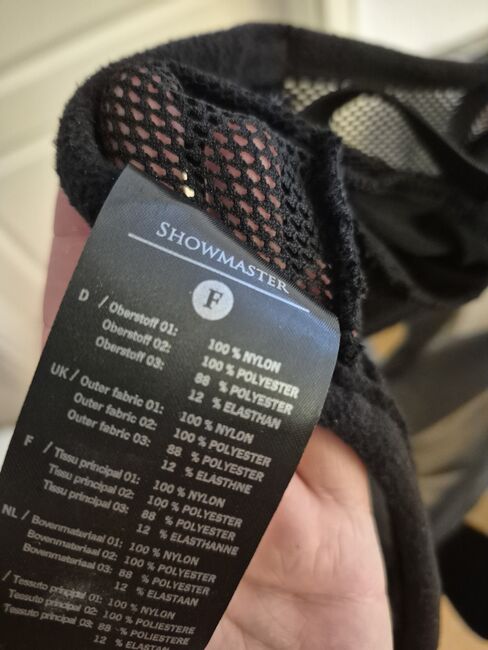 SHOWMASTER
F
D / Oberstoff 01: 100 % NYLON
Oberstoff 02: 100 % POLYESTER
Oberstoff 03: 88 % POLYESTER
12 % ELASTHAN
UK / Outer fabric 01: 100 % NYLON
Outer fabric 02: 100 % POLYESTER
Outer fabric 03: 88 % POLYESTER
12 % ELASTHNE
F / Tissu principal 01: 100 % NYLON
Tissu principal 02: 100 % POLYESTER
Tissu principal 03: 88 % POLYESTER
12 % ELASTHANNE
NL / Bovenmateriaal 01: 100 % NYLON
Bovenmateriaal 02: 100 % POLYESTER
Bovenmateriaal 03: 88 % POLYESTER
12 % ELASTAAN
/ Tessuto principal 01: 100 % NYLON
Tessuto principale 02: 100 % POLIESTERE
Tessuto principale 03: 88 % POLIESTERE
12 % ELASTAN